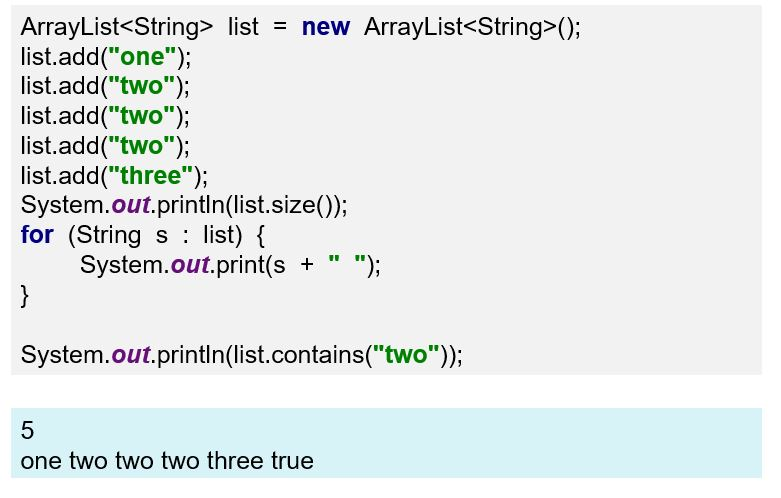 ArrayList<String> list = new ArrayList<String>();
list.add("one");
list.add("two");
list.add("two");
list.add("two");
list.add("three");
System.out.println(list.size());
for (String s : list) {
System.out.print(s + " ");
}
System.out.println(list.contains("two"));
5
one two two two three true